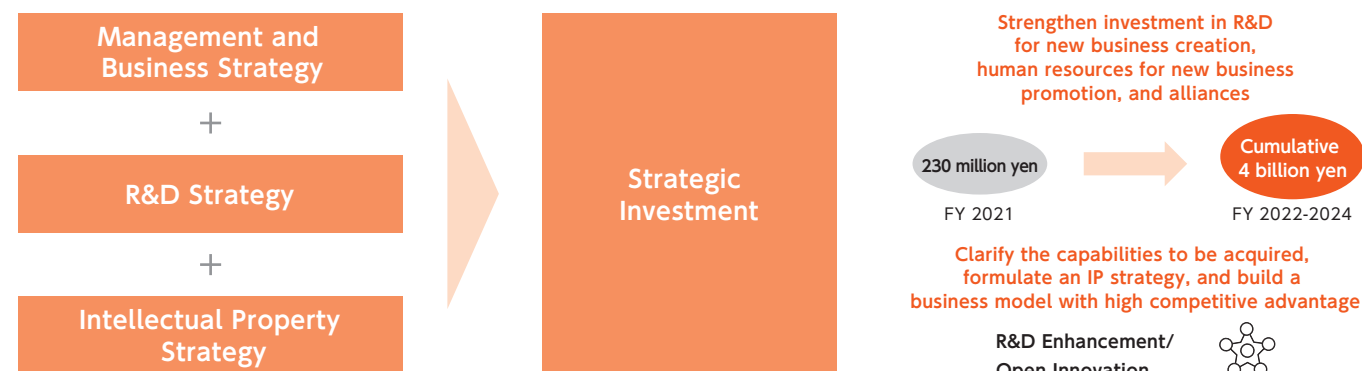 Management and
Business Strategy
+
R&D Strategy
+
Intellectual Property
Strategy
Strategic
Investment
Strengthen investment in R&D
for new business creation,
human resources for new business
promotion, and alliances
230 million yen
FY 2021
Cumulative
4 billion yen
FY 2022-2024
Clarify the capabilities to be acquired,
formulate an IP strategy, and build a
business model with high competitive advantage
R&D Enhancement/
Open Innovation